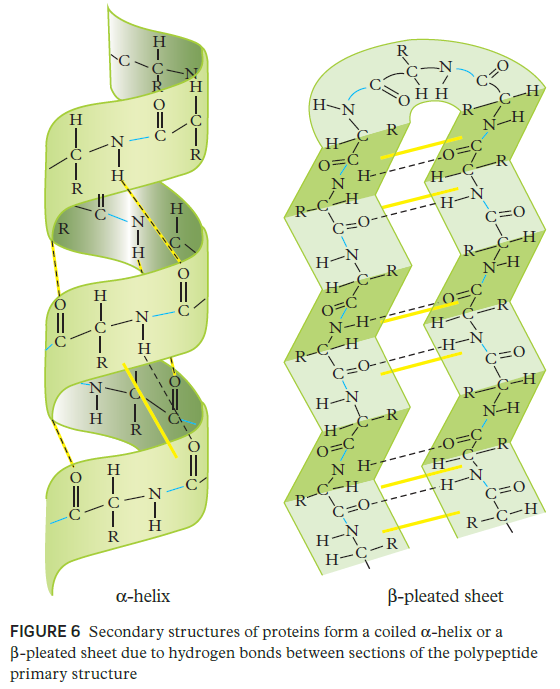 H
C C N
R H
O C
H N C R
C
R H
C N H
R H C
O
O H N C
C C
R H
O
N C C
H R
O
O H C
C C N
R H
R
C N O
C H H C
O
H–N R C H
N–H
H C R O=C
O=C H H C R
N N
R–C H H
C=O C=O
H–N R C H
N–H
H C R O=C
O=C R
N–H H C
R–C H H–N
C=O C=O
H–N R C H
N–H
H C R O=C
O=C H H C R
N H–N
R C–H
C=O C=O
H–N R–C H
H–C–R
α-helix
β-pleated sheet
FIGURE 6 Secondary structures of proteins form a coiled α-helix or a
β-pleated sheet due to hydrogen bonds between sections of the polypeptide
primary structure